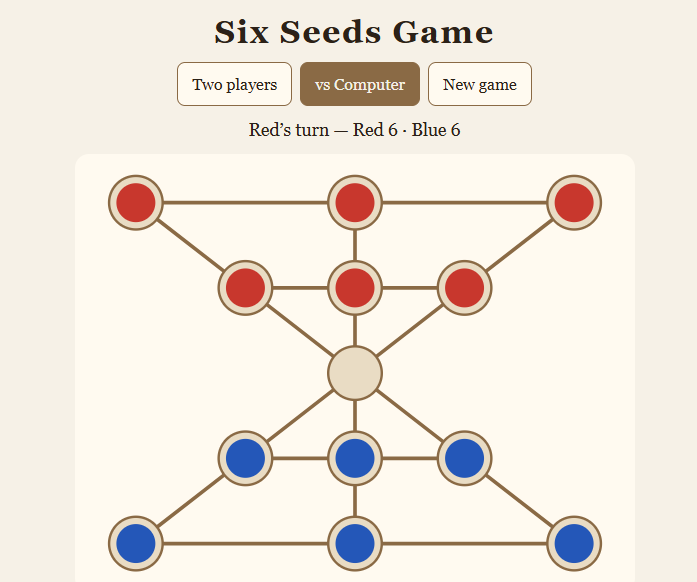 Six Seeds Game
Two players
vs Computer
New game
Red’s turn — Red 6 · Blue 6